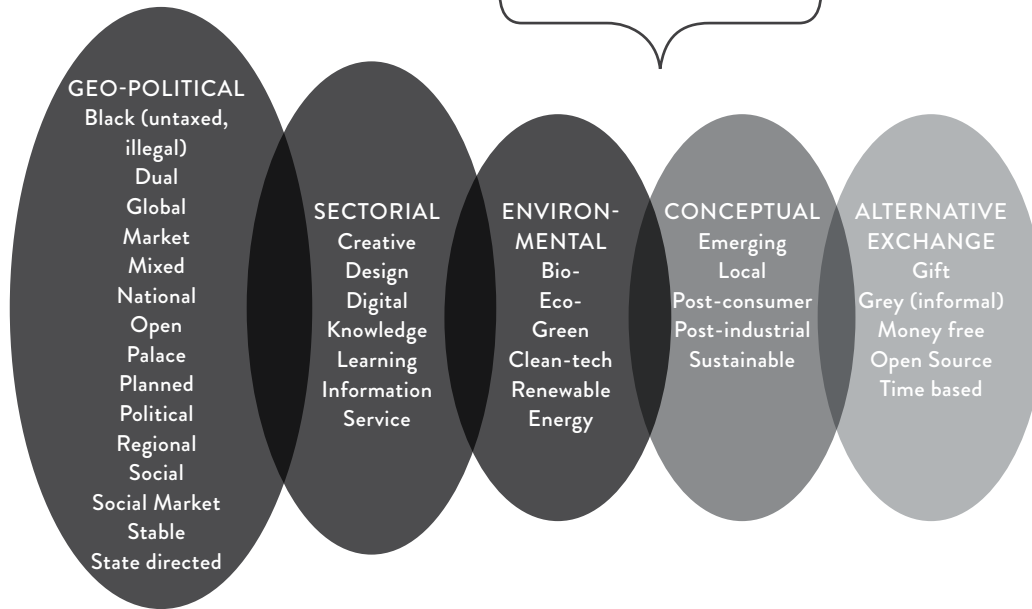 GEO-POLITICAL
Black (untaxed,
illegal)
Dual
Global
Market
Mixed
National
Open
Palace
Planned
Political
Regional
Social
Social Market
Stable
State directed
SECTORIAL
Creative
Design
Digital
Knowledge
Learning
Information
Service
ENVIRON-
MENTAL
Bio-
Eco-
Green
Clean-tech
Renewable
Energy
CONCEPTUAL
Emerging
Local
Post-consumer
Post-industrial
Sustainable
ALTERNATIVE
EXCHANGE
Gift
Grey (informal)
Money free
Open Source
Time based